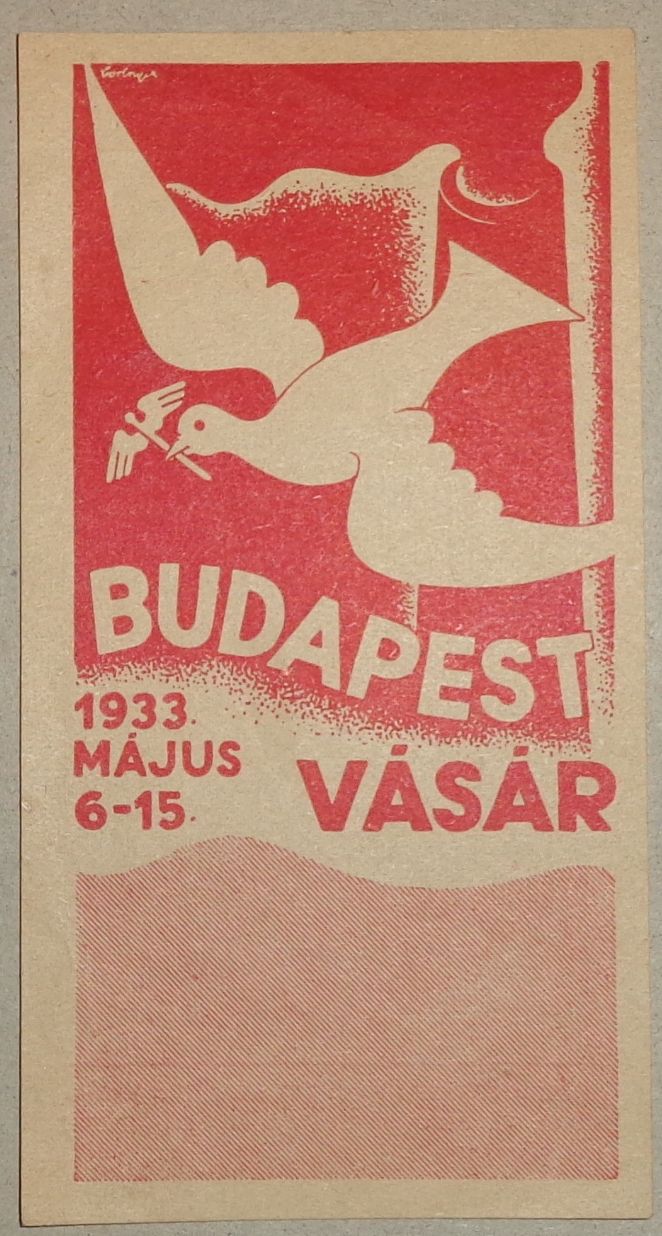 BUDAPEST
1933.
MÁJUS
6-15.
VÁSÁR